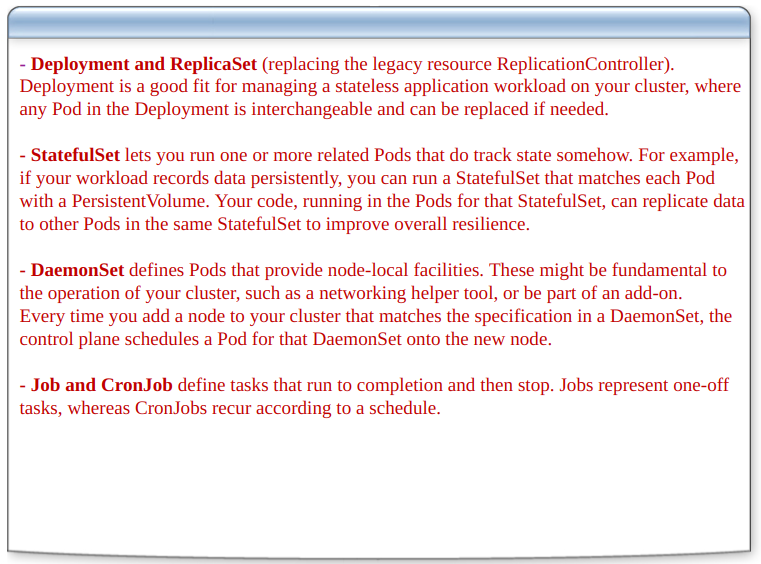 - Deployment and ReplicaSet (replacing the legacy resource ReplicationController).
Deployment is a good fit for managing a stateless application workload on your cluster, where
any Pod in the Deployment is interchangeable and can be replaced if needed.
- StatefulSet lets you run one or more related Pods that do track state somehow. For example,
if your workload records data persistently, you can run a StatefulSet that matches each Pod
with a PersistentVolume. Your code, running in the Pods for that StatefulSet, can replicate data
to other Pods in the same StatefulSet to improve overall resilience.
- DaemonSet defines Pods that provide node-local facilities. These might be fundamental to
the operation of your cluster, such as a networking helper tool, or be part of an add-on.
Every time you add a node to your cluster that matches the specification in a DaemonSet, the
control plane schedules a Pod for that DaemonSet onto the new node.
- Job and CronJob define tasks that run to completion and then stop. Jobs represent one-off
tasks, whereas CronJobs recur according to a schedule.